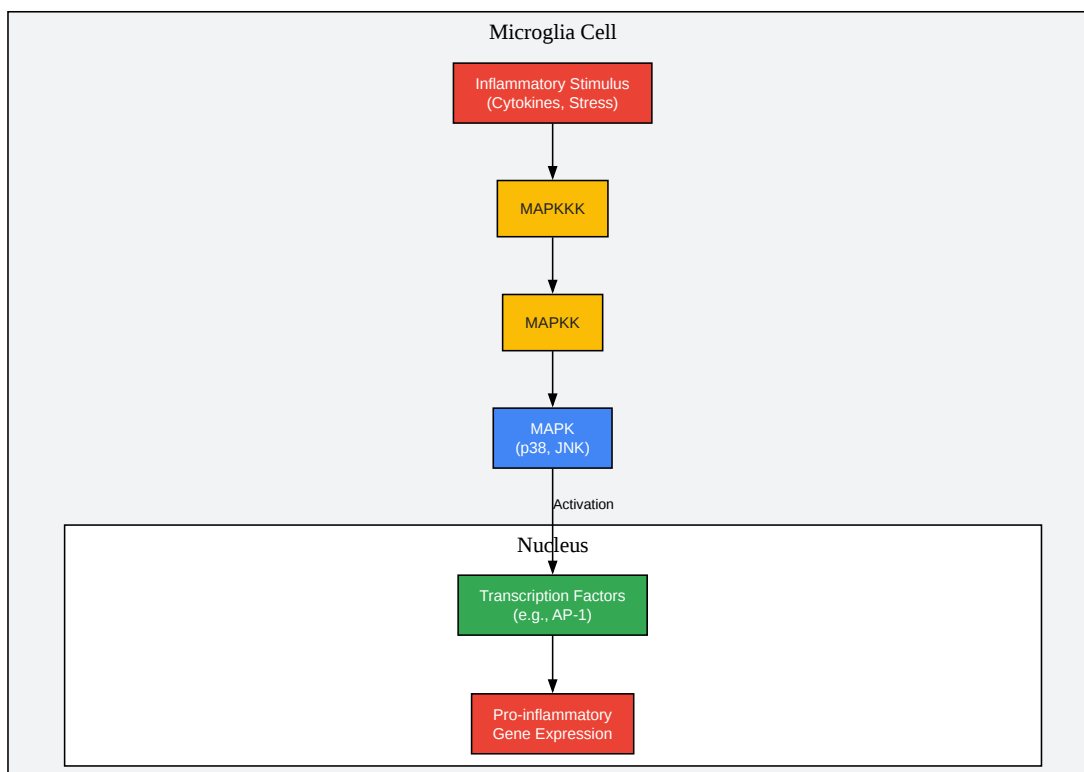 Microglia Cell
Inflammatory Stimulus
(Cytokines, Stress)
MAPKKK
MAPKK
MAPK
(p38, JNK)
Activation
Nucleus
Transcription Factors
(e.g., AP-1)
Pro-inflammatory
Gene Expression